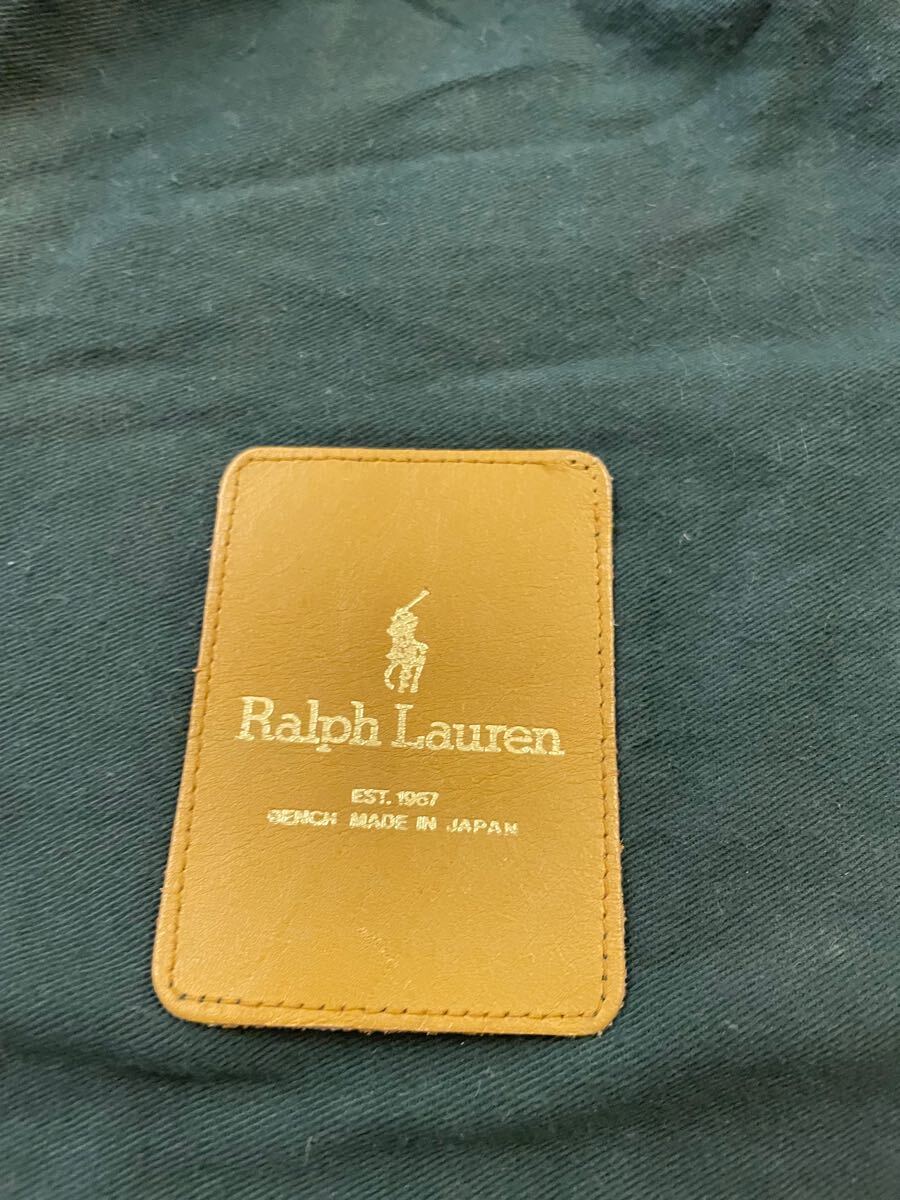 Ralph Lauren
EST. 1967
BENCH MADE IN JAPAN